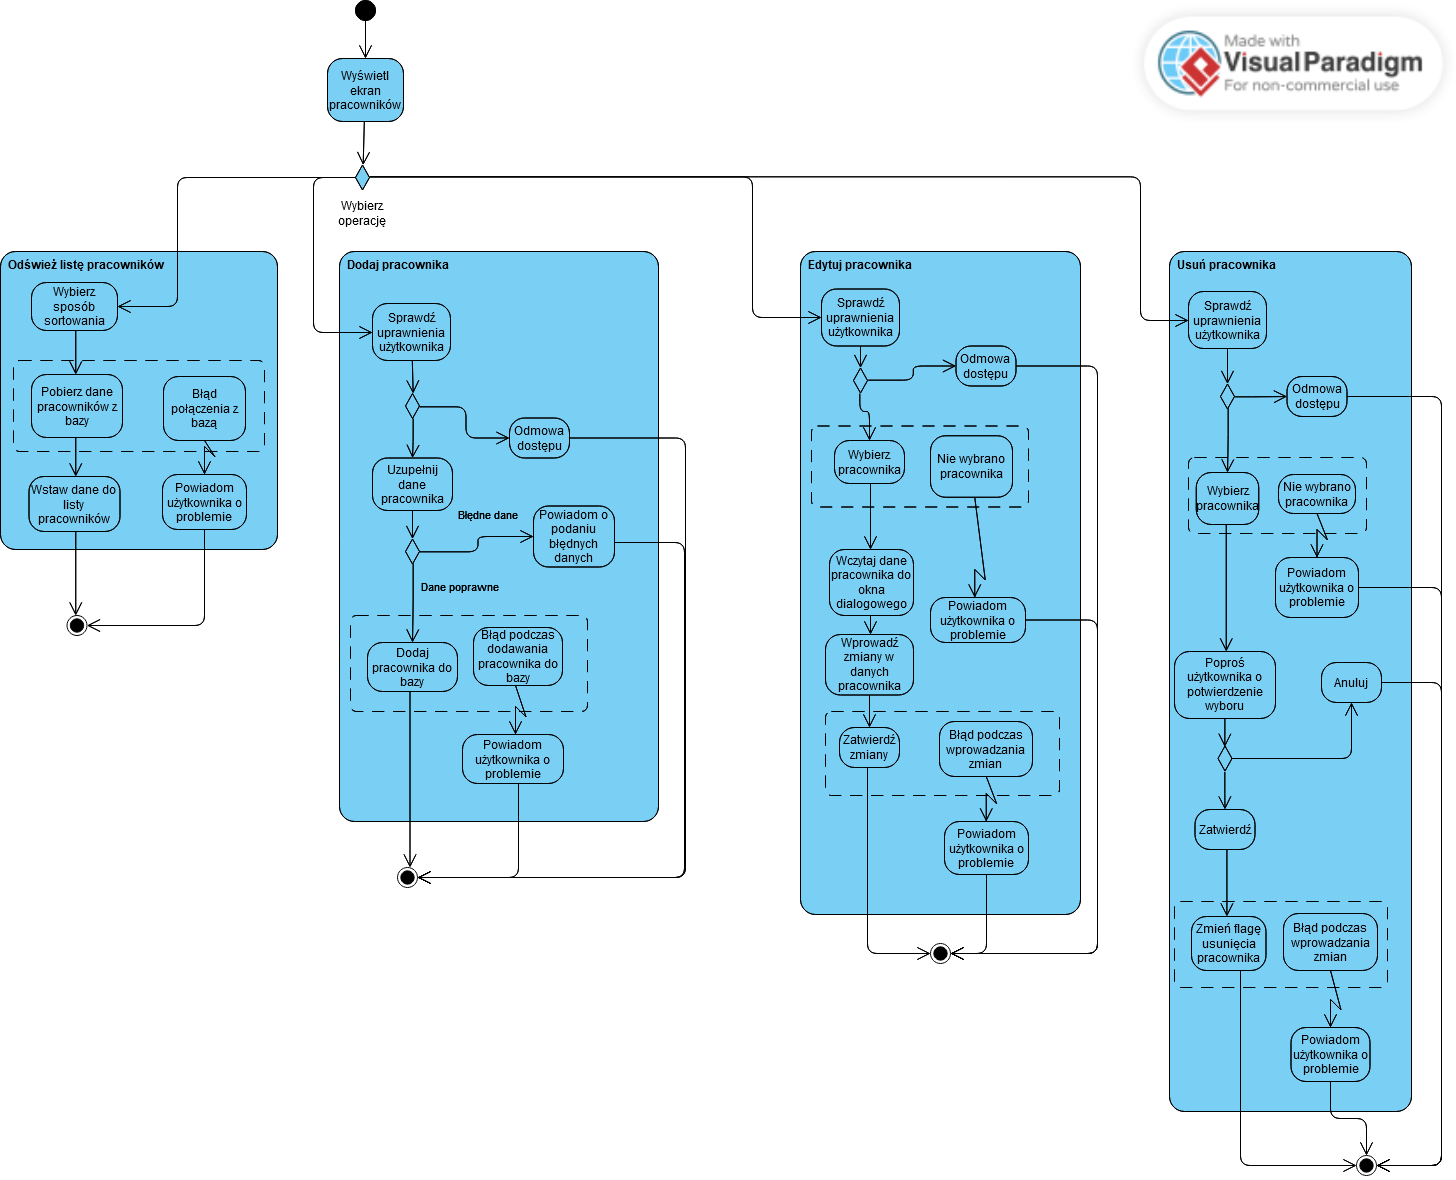 Made with
VisualParadigm
For non-commercial use
Wyświetl
ekran
pracowników
Wybierz
operację
Odśwież listę pracowników
Wybierz
sposób
sortowania
Pobierz dane
pracowników z
bazy
Błąd
połączenia z
bazą
Wstaw dane do
listy
pracowników
Powiadom
użytkownika o
problemie
Dodaj pracownika
Sprawdź
uprawnienia
użytkownika
Odmowa
dostępu
Uzupełnij
dane
pracownika
Błędne dane
Powiadom o
podaniu
błędnych
danych
Dane poprawne
Dodaj
pracownika do
bazy
Błąd podczas
dodawania
pracownika do
bazy
Powiadom
użytkownika o
problemie
Edytuj pracownika
Sprawdź
uprawnienia
użytkownika
Odmowa
dostępu
Wybierz
pracownika
Nie wybrano
pracownika
Wczytaj dane
pracownika do
okna
dialogowego
Powiadom
użytkownika o
problemie
Wprowadź
zmiany w
danych
pracownika
Zatwierdź
zmiany
Błąd podczas
wprowadzania
zmian
Powiadom
użytkownika o
problemie
Usuń pracownika
Sprawdź
uprawnienia
użytkownika
Odmowa
dostępu
Wybierz
pracownika
Nie wybrano
pracownika
Powiadom
użytkownika o
problemie
Poproś
użytkownika o
potwierdzenie
wyboru
Anuluj
Zatwierdź
Zmień flagę
usunięcia
pracownika
Błąd podczas
wprowadzania
zmian
Powiadom
użytkownika o
problemie